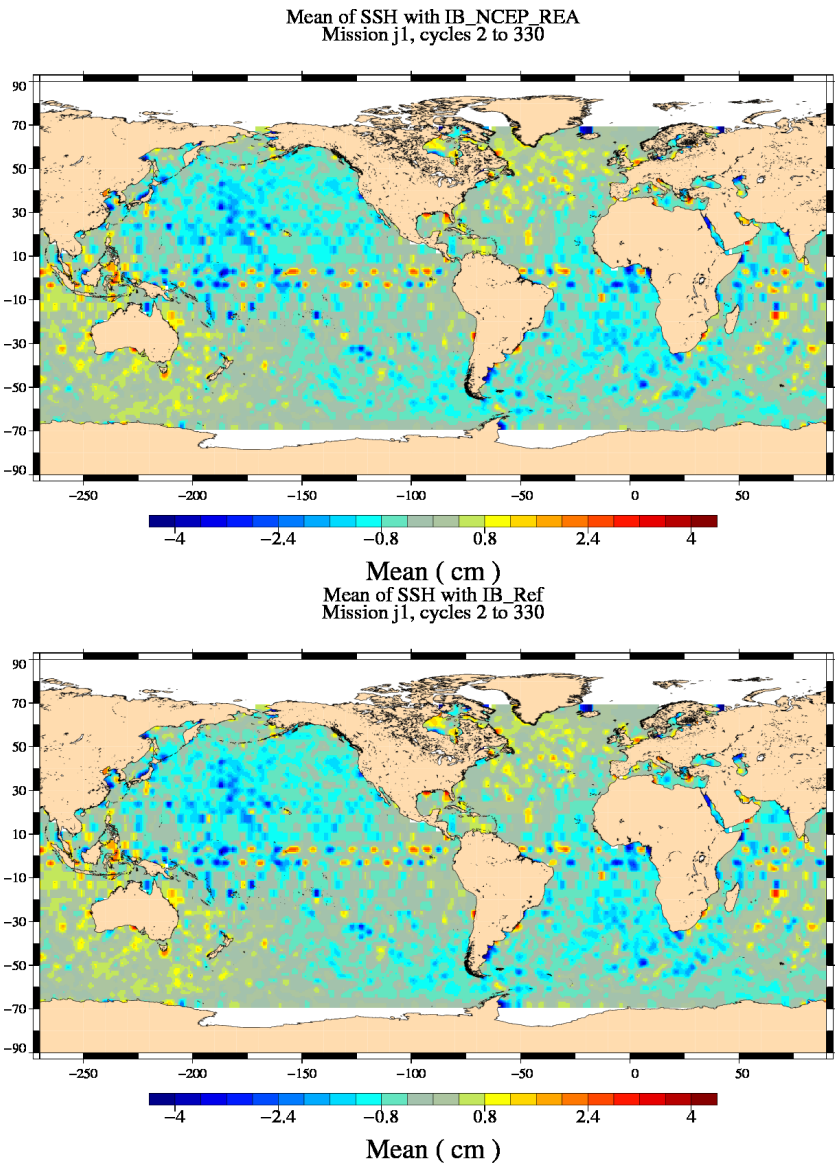 Mean of SSH with IB_NCEP_REA
Mission j1, cycles 2 to 330
90
70
50
30
10
−10
−30
−50
−70
−90
−250 −200 −150 −100 −50 0 50
−4 −2.4 −0.8 0.8 2.4 4
Mean ( cm )
Mean of SSH with IB_Ref
Mission j1, cycles 2 to 330
90
70
50
30
10
−10
−30
−50
−70
−90
−250 −200 −150 −100 −50 0 50
−4 −2.4 −0.8 0.8 2.4 4
Mean ( cm )